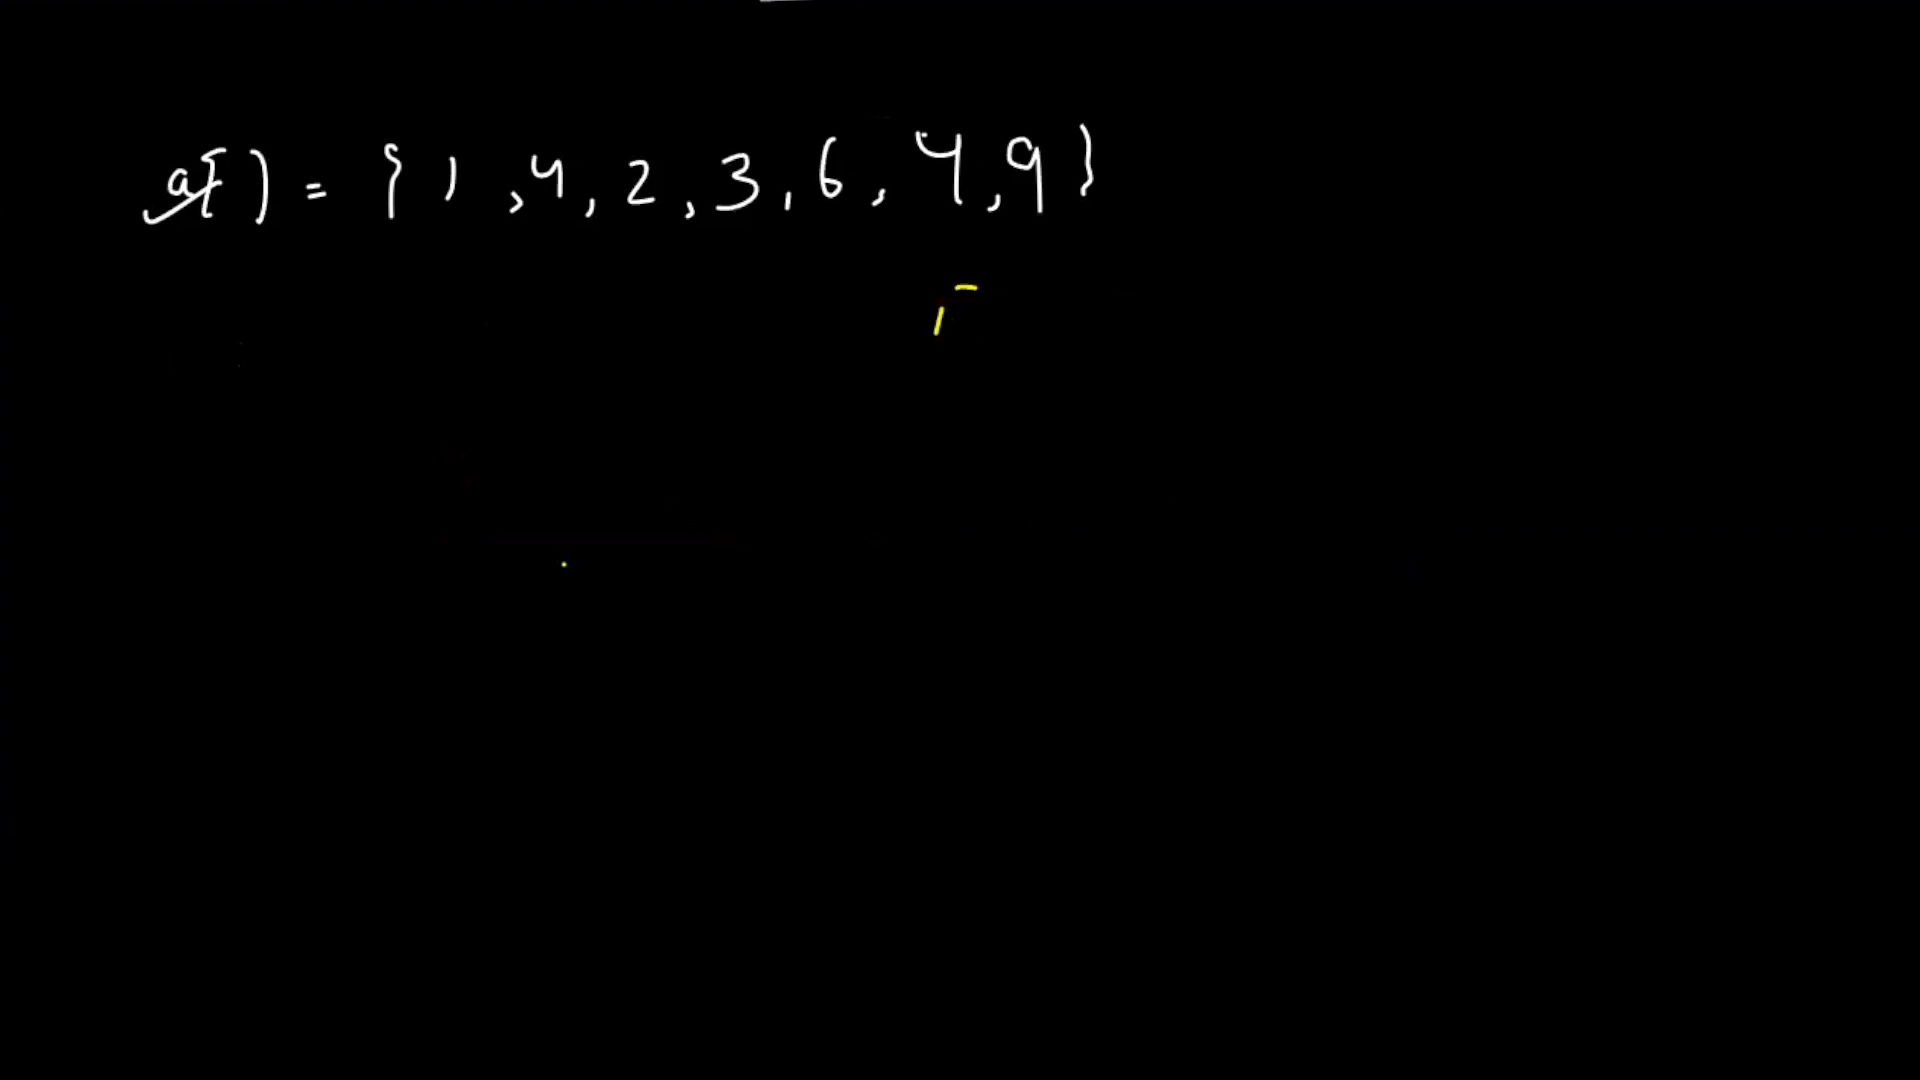 a[] = { 1, 4, 2, 3, 6, 4, 9 }